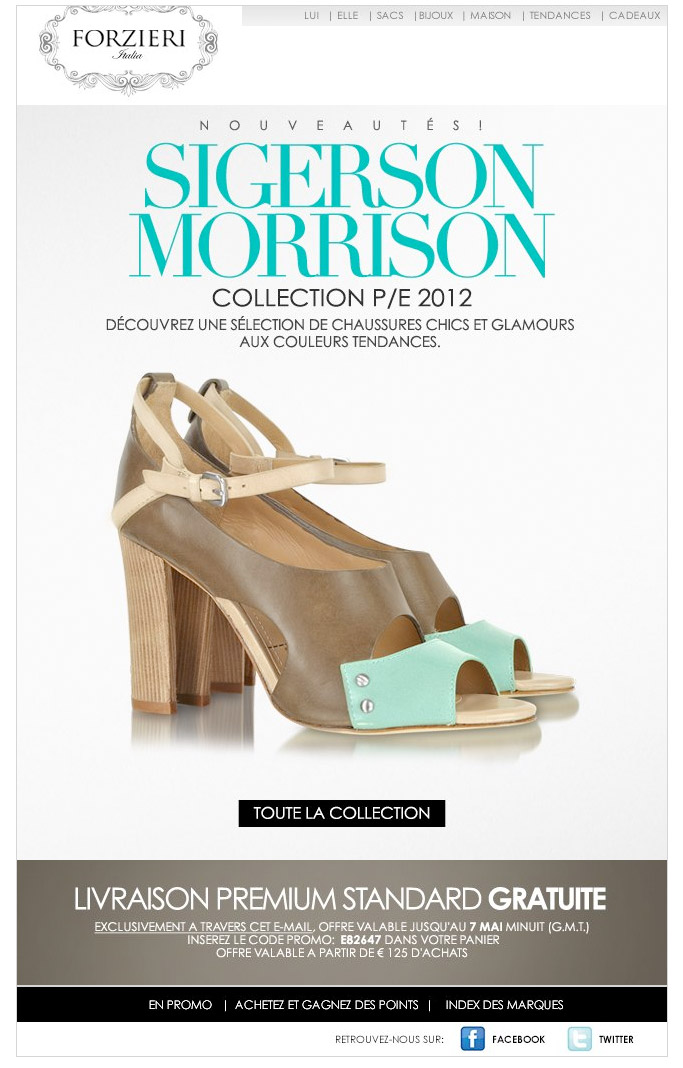 FORZIERI
Italia
LUI | ELLE | SACS | BIJOUX | MAISON | TENDANCES | CADEAUX
NOUVEAUTÉS!
SIGERSON
MORRISON
COLLECTION P/E 2012
DÉCOUVREZ UNE SÉLECTION DE CHAUSSURES CHICS ET GLAMOURS
AUX COULEURS TENDANCES.
TOUTE LA COLLECTION
LIVRAISON PREMIUM STANDARD GRATUITE
EXCLUSIVEMENT A TRAVERS CET E-MAIL, OFFRE VALABLE JUSQU'AU 7 MAI MINUIT (G.M.T.)
INSEREZ LE CODE PROMO: EB2647 DANS VOTRE PANIER
OFFRE VALABLE A PARTIR DE € 125 D'ACHATS
EN PROMO | ACHETEZ ET GAGNEZ DES POINTS | INDEX DES MARQUES
RETROUVEZ-NOUS SUR: f FACEBOOK t TWITTER